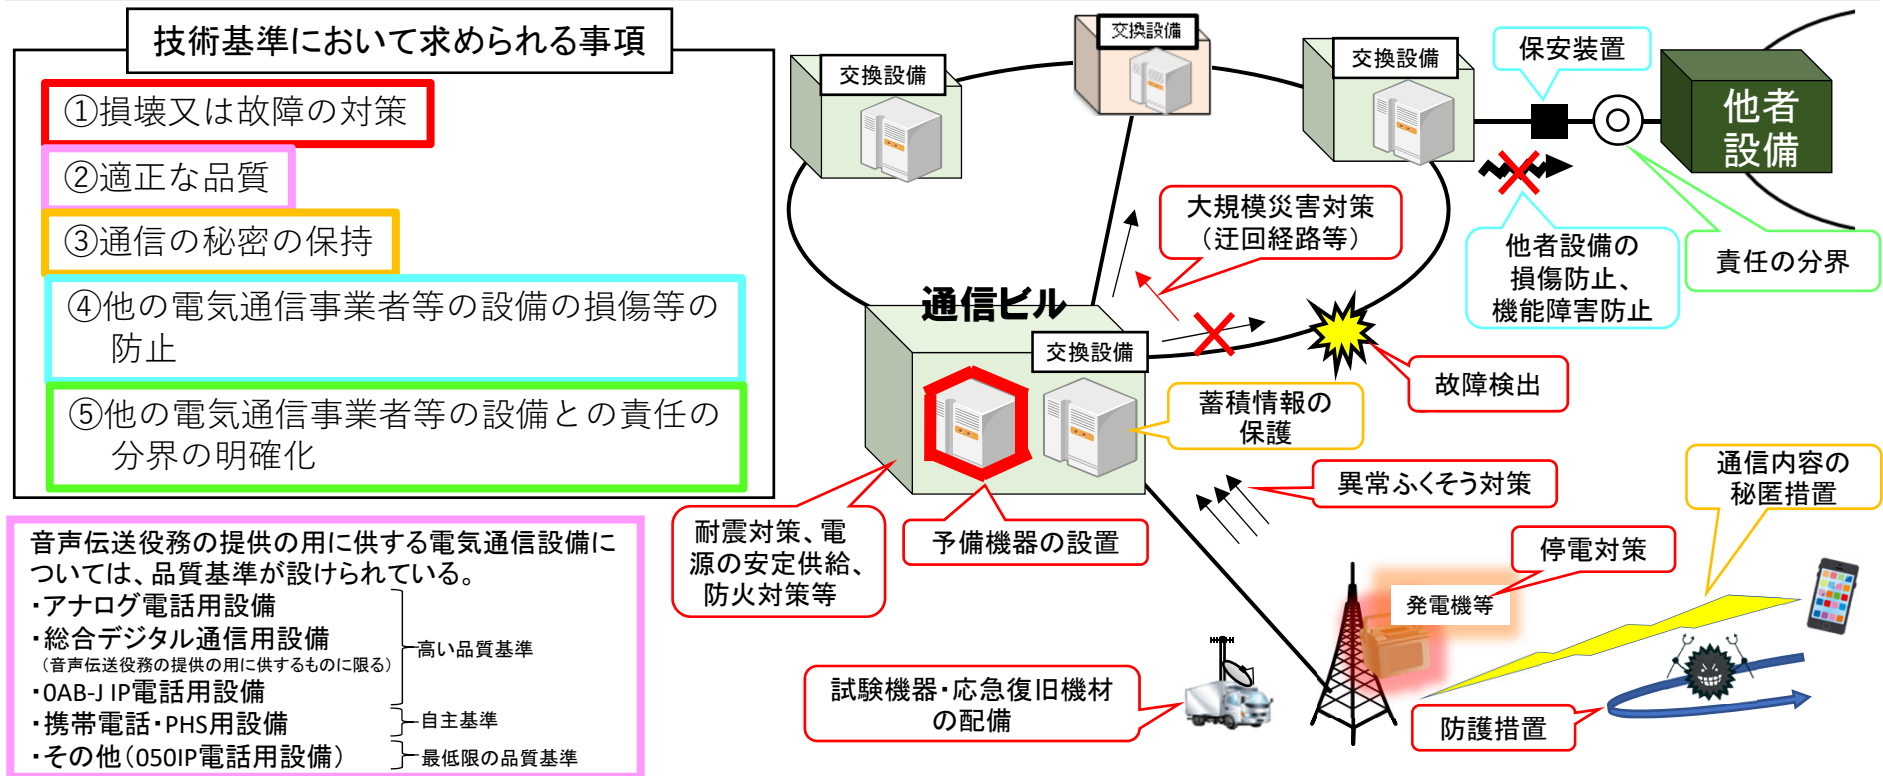 技術基準において求められる事項
①損壊又は故障の対策
②適正な品質
③通信の秘密の保持
④他の電気通信事業者等の設備の損傷等の
防止
⑤他の電気通信事業者等の設備との責任の
分界の明確化
音声伝送役務の提供の用に供する電気通信設備に
ついては、品質基準が設けられている。
・アナログ電話用設備
・総合デジタル通信用設備
（音声伝送役務の提供の用に供するものに限る）
・0AB-J IP電話用設備
高い品質基準
・携帯電話・PHS用設備
自主基準
・その他（050IP電話用設備）
最低限の品質基準
交換設備
交換設備
交換設備
保安装置
他者
設備
大規模災害対策
（迂回経路等）
他者設備の
損傷防止、
機能障害防止
責任の分界
通信ビル
交換設備
故障検出
蓄積情報の
保護
異常ふくそう対策
通信内容の
秘匿措置
耐震対策、電
源の安定供給、
防火対策等
予備機器の設置
停電対策
発電機等
試験機器・応急復旧機材
の配備
防護措置